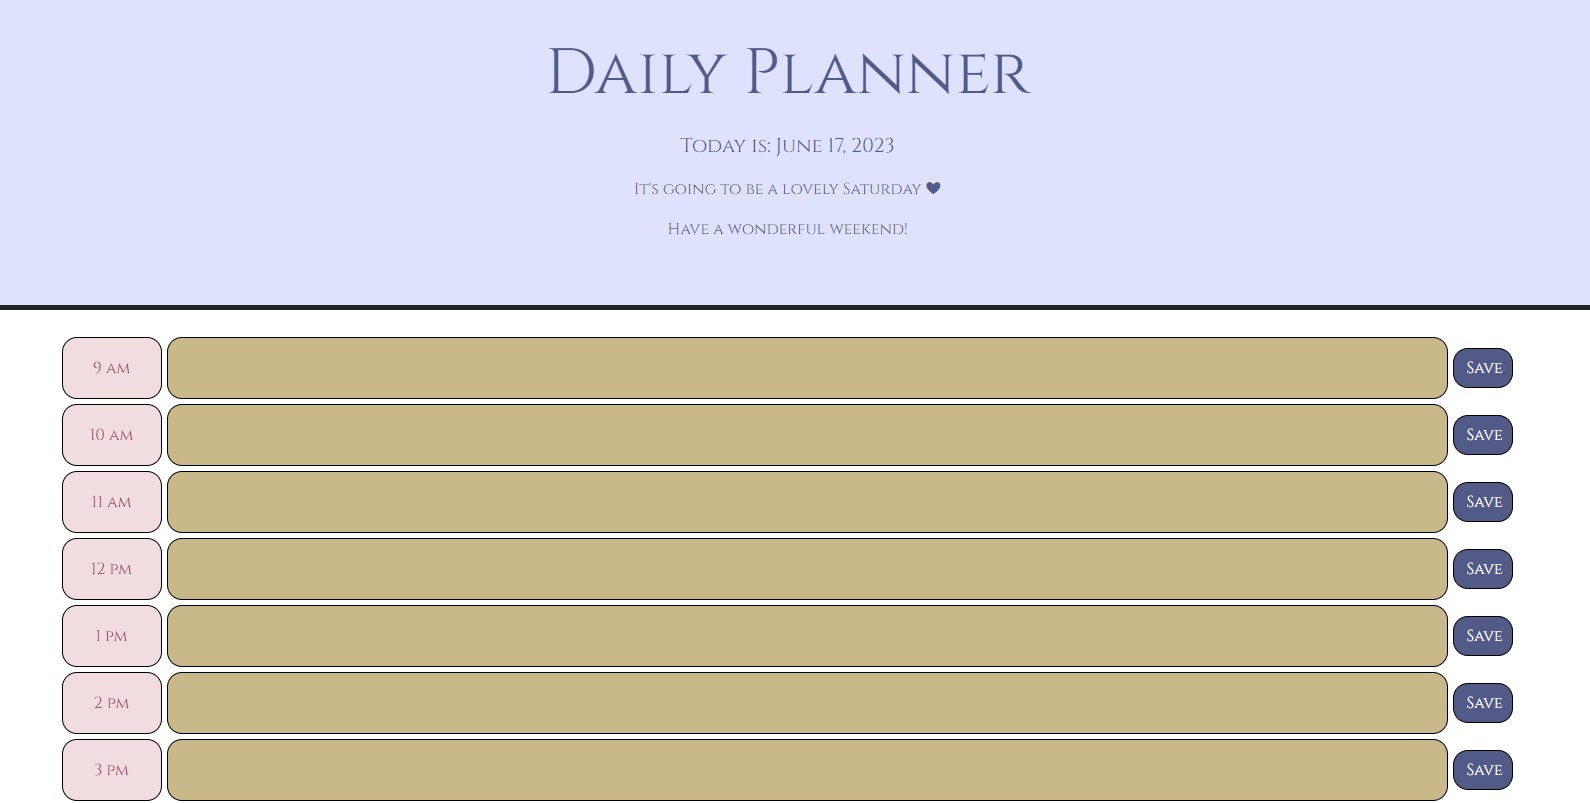 Daily Planner
Today is: June 17, 2023
It's going to be a lovely Saturday ♥
Have a wonderful weekend!
9 am Save
10 am Save
11 am Save
12 pm Save
1 pm Save
2 pm Save
3 pm Save